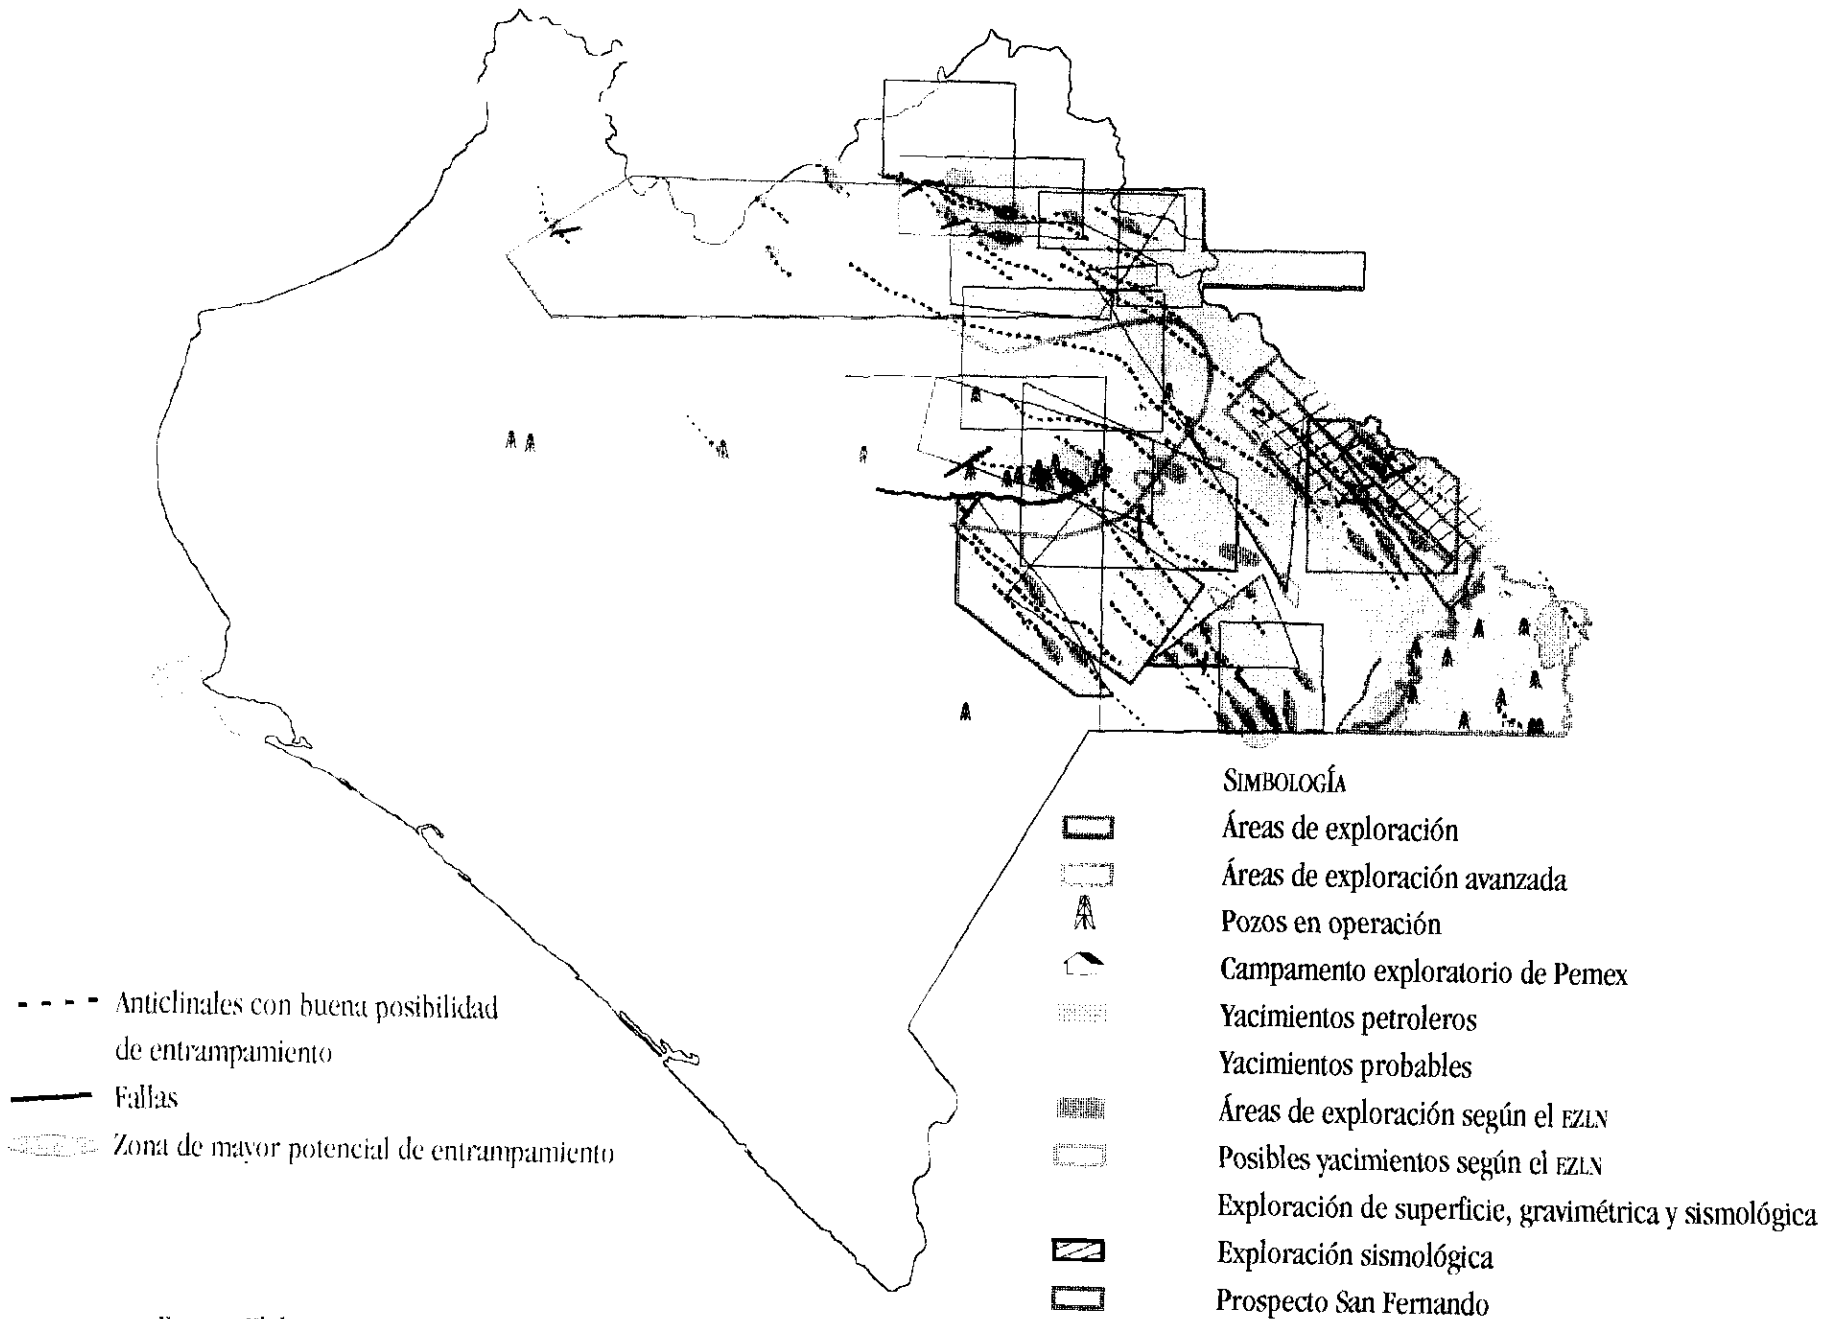 SIMBOLOGÍA
Áreas de exploración
Áreas de exploración avanzada
Pozos en operación
Campamento exploratorio de Pemex
Yacimientos petroleros
Yacimientos probables
Áreas de exploración según el EZLN
Posibles yacimientos según el EZLN
Exploración de superficie, gravimétrica y sismológica
Exploración sismológica
Prospecto San Fernando
Anticlinales con buena posibilidad
de entrampamiento
Fallas
Zona de mayor potencial de entrampamiento